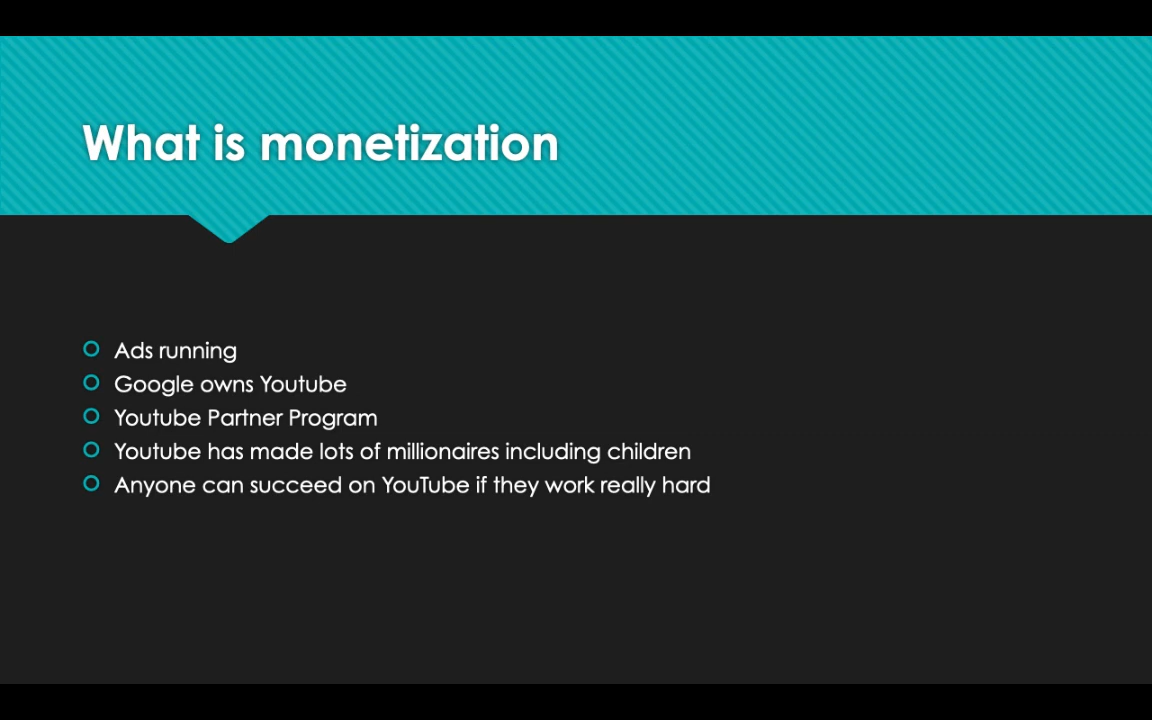 What is monetization
Ads running
Google owns Youtube
Youtube Partner Program
Youtube has made lots of millionaires including children
Anyone can succeed on YouTube if they work really hard